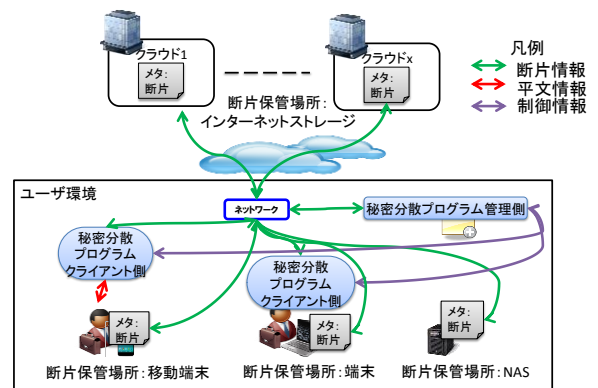 クラウド1
メタ:
断片
クラウドx
メタ:
断片
断片保管場所:
インターネットストレージ
凡例
断片情報
平文情報
制御情報
ユーザ環境
ネットワーク
秘密分散プログラム管理側
秘密分散
プログラム
クライアント側
秘密分散
プログラム
クライアント側
メタ:
断片
メタ:
断片
メタ:
断片
断片保管場所:移動端末
断片保管場所:端末
断片保管場所:NAS